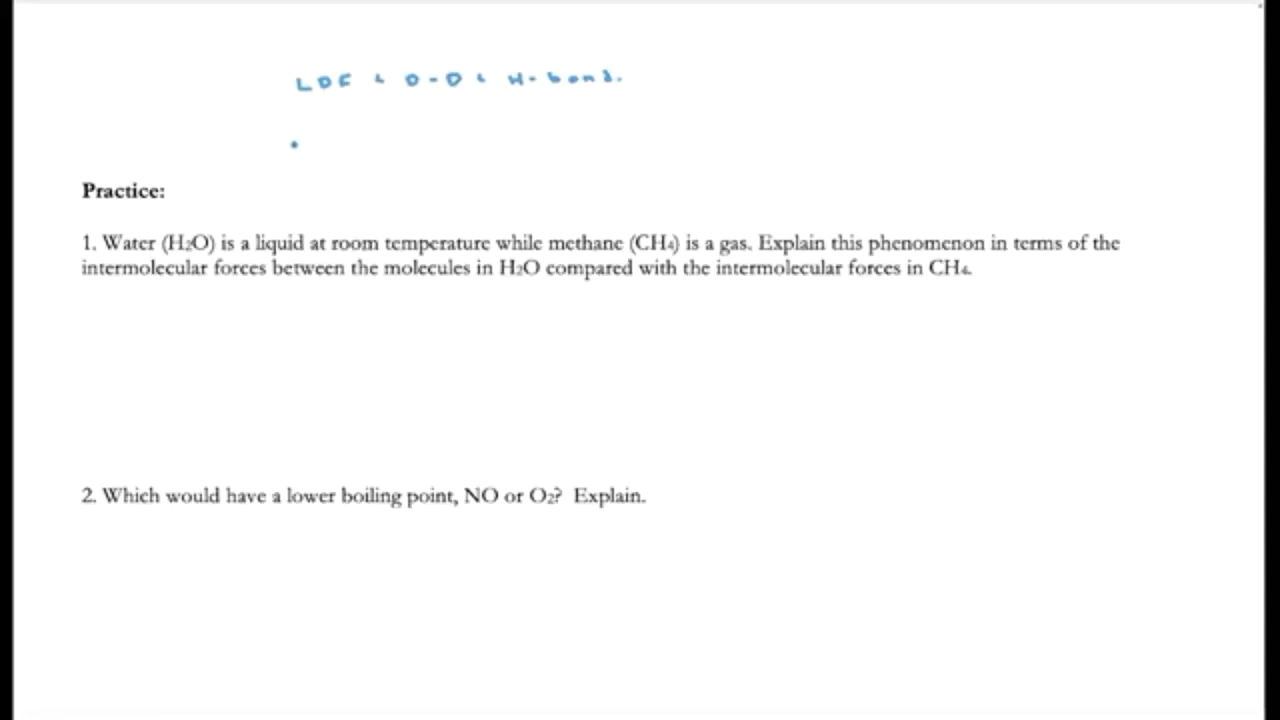 LDF < D-D < H-bond.
Practice:
1. Water (H₂O) is a liquid at room temperature while methane (CH₄) is a gas. Explain this phenomenon in terms of the
intermolecular forces between the molecules in H₂O compared with the intermolecular forces in CH₄.
2. Which would have a lower boiling point, NO or O₂? Explain.